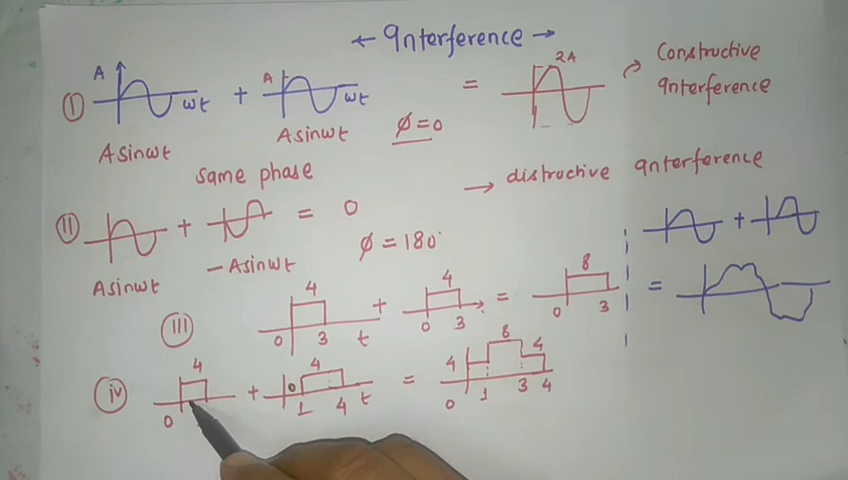 ← Interference →
I A ωt + A ωt = 2A Constructive Interference
Asinωt Asinωt ϕ=0
same phase
→ distructive Interference
II + = 0 ϕ = 180°
Asinωt −Asinωt
+ =
III 4 0 3 t + 4 0 3 = 8 0 3
iv 4 0 + 4 0 1 4 t = 4 8 4 0 1 3 4